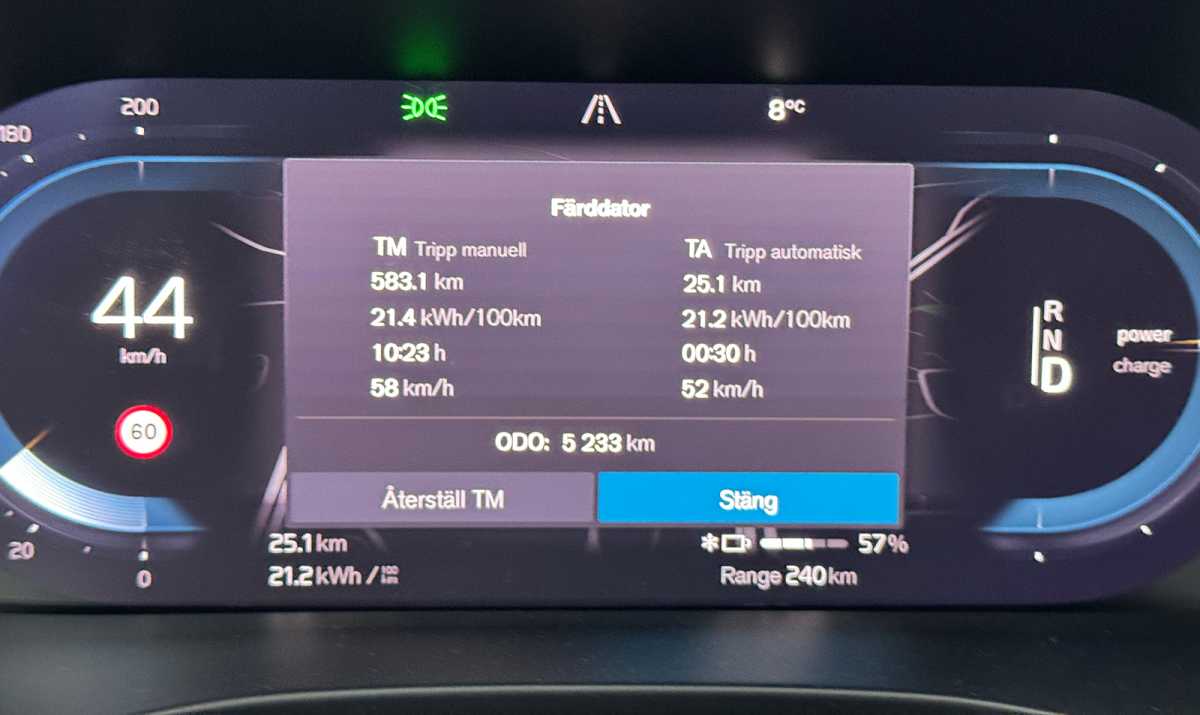 200
8°C
180
Färddator
TM Tripp manuell
583.1 km
21.4 kWh/100km
10:23 h
58 km/h
TA Tripp automatisk
25.1 km
21.2 kWh/100km
00:30 h
52 km/h
ODO: 5 233 km
Återställ TM
Stäng
44
km/h
60
R
N
D
power
charge
20
0
25.1 km
21.2 kWh /100 km
57%
Range 240 km